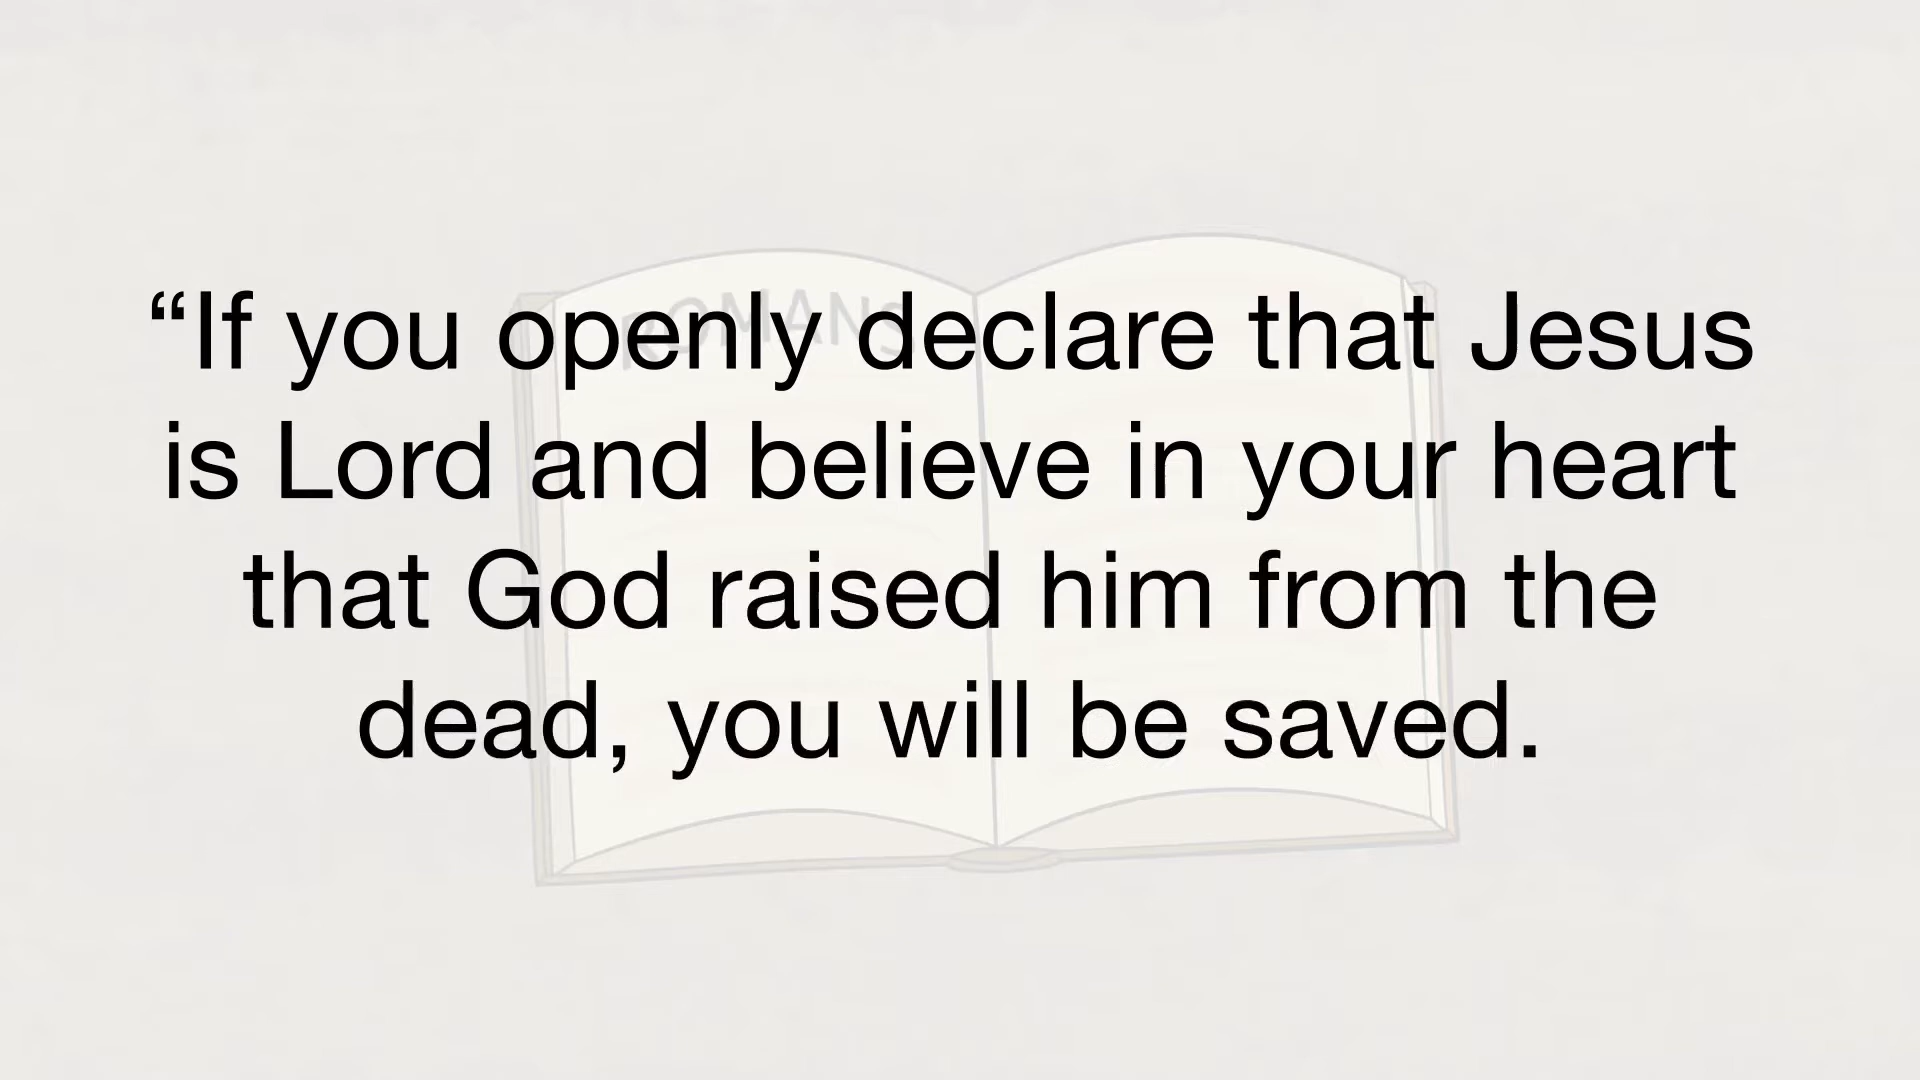 ROMANS
“If you openly declare that Jesus
is Lord and believe in your heart
that God raised him from the
dead, you will be saved.